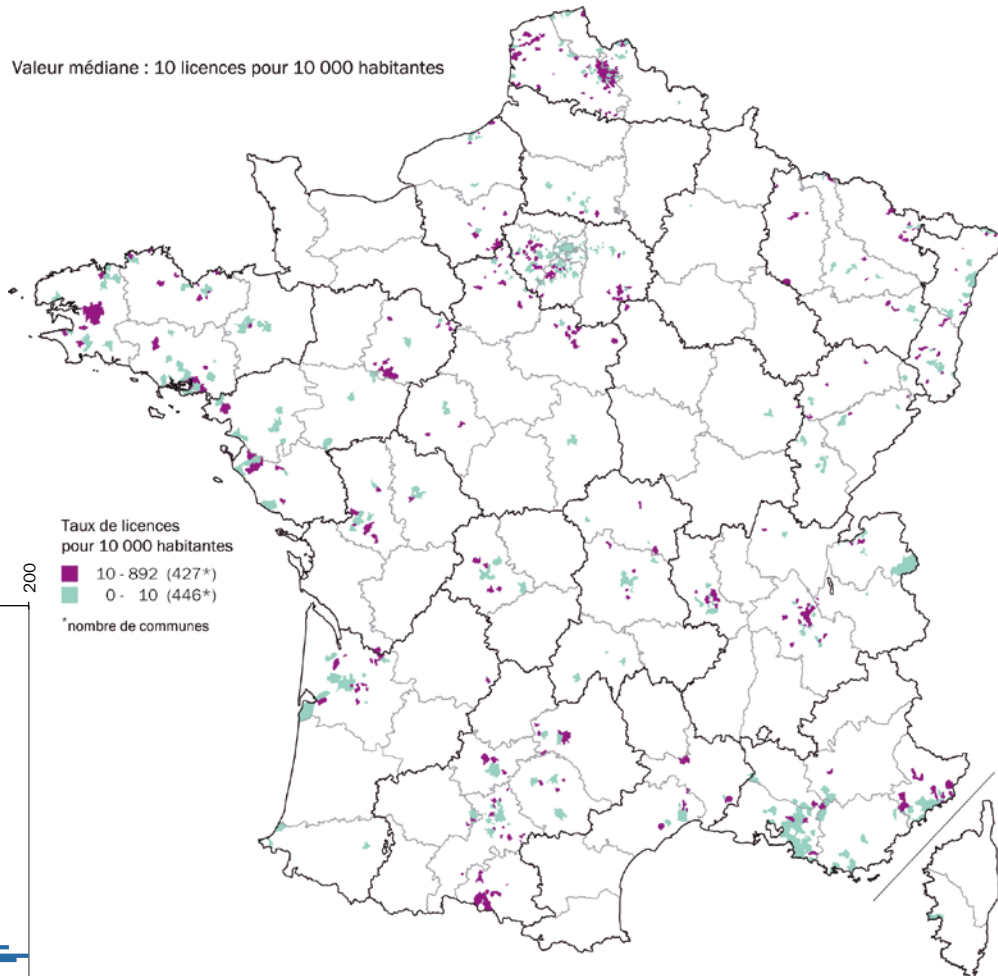 Valeur médiane : 10 licences pour 10 000 habitantes
Taux de licences
pour 10 000 habitantes
10 - 892 (427*)
0 - 10 (446*)
*nombre de communes
200